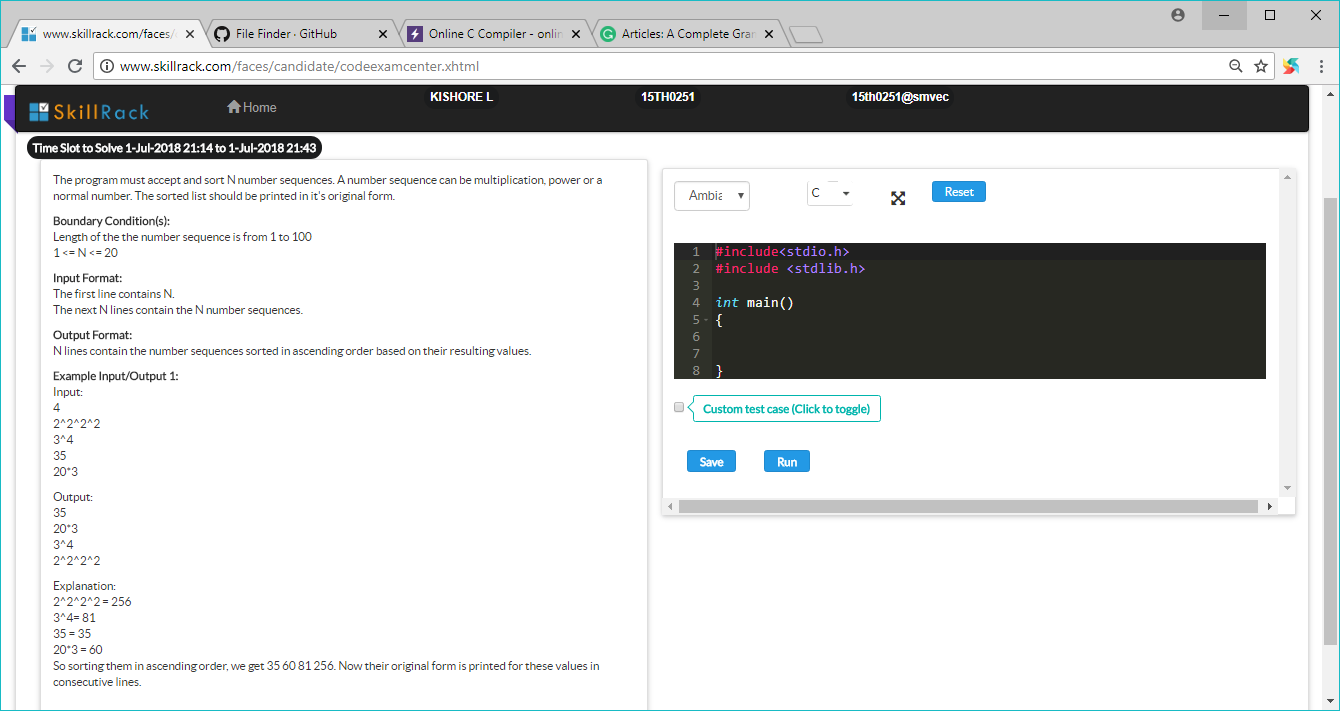 www.skillrack.com/faces/
File Finder · GitHub
Online C Compiler - onlin
Articles: A Complete Gran
www.skillrack.com/faces/candidate/codeexamcenter.xhtml
SkillRack
Home
KISHORE L
15TH0251
15th0251@smvec
Time Slot to Solve 1-Jul-2018 21:14 to 1-Jul-2018 21:43
The program must accept and sort N number sequences. A number sequence can be multiplication, power or a
normal number. The sorted list should be printed in it's original form.
Boundary Condition(s):
Length of the the number sequence is from 1 to 100
1 <= N <= 20
Input Format:
The first line contains N.
The next N lines contain the N number sequences.
Output Format:
N lines contain the number sequences sorted in ascending order based on their resulting values.
Example Input/Output 1:
Input:
4
2^2^2^2
3^4
35
20*3
Output:
35
20*3
3^4
2^2^2^2
Explanation:
2^2^2^2 = 256
3^4= 81
35 = 35
20*3 = 60
So sorting them in ascending order, we get 35 60 81 256. Now their original form is printed for these values in
consecutive lines.
Ambia
C
Reset
1 #include<stdio.h>
2 #include <stdlib.h>
3
4 int main()
5 {
6
7
8 }
Custom test case (Click to toggle)
Save
Run